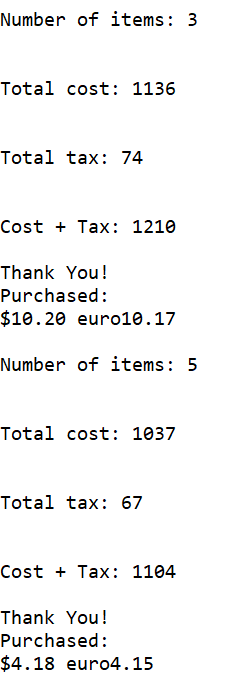 Number of items: 3
Total cost: 1136
Total tax: 74
Cost + Tax: 1210
Thank You!
Purchased:
$10.20 euro10.17
Number of items: 5
Total cost: 1037
Total tax: 67
Cost + Tax: 1104
Thank You!
Purchased:
$4.18 euro4.15